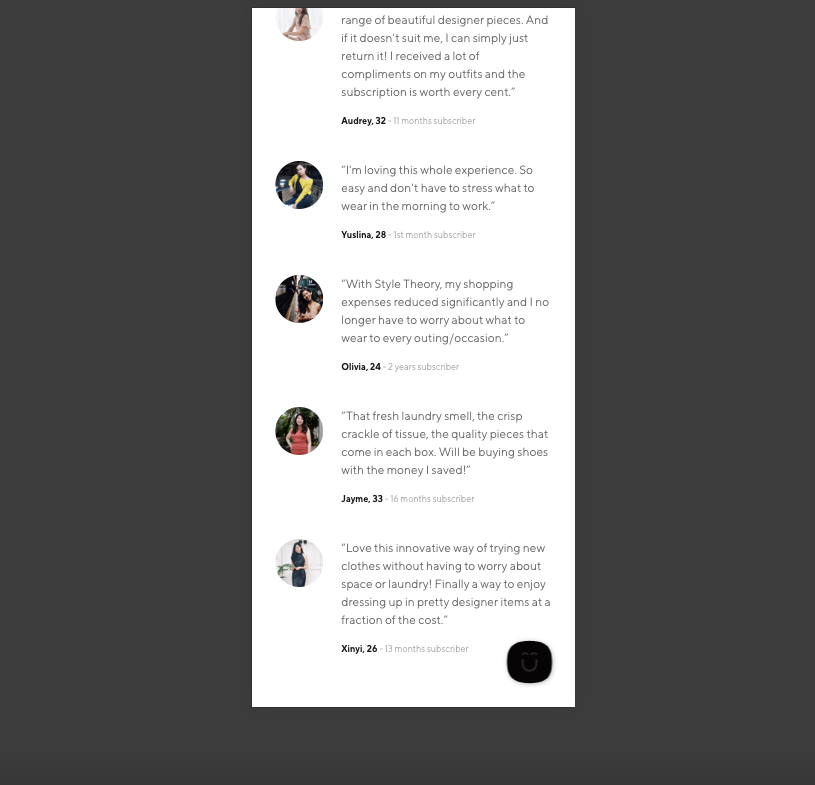 range of beautiful designer pieces. And
if it doesn't suit me, I can simply just
return it! I received a lot of
compliments on my outfits and the
subscription is worth every cent.”
Audrey, 32 - 11 months subscriber
“I'm loving this whole experience. So
easy and don't have to stress what to
wear in the morning to work.”
Yuslina, 28 - 1st month subscriber
“With Style Theory, my shopping
expenses reduced significantly and I no
longer have to worry about what to
wear to every outing/occasion.”
Olivia, 24 - 2 years subscriber
“That fresh laundry smell, the crisp
crackle of tissue, the quality pieces that
come in each box. Will be buying shoes
with the money I saved!”
Jayme, 33 - 16 months subscriber
“Love this innovative way of trying new
clothes without having to worry about
space or laundry! Finally a way to enjoy
dressing up in pretty designer items at a
fraction of the cost.”
Xinyi, 26 - 13 months subscriber